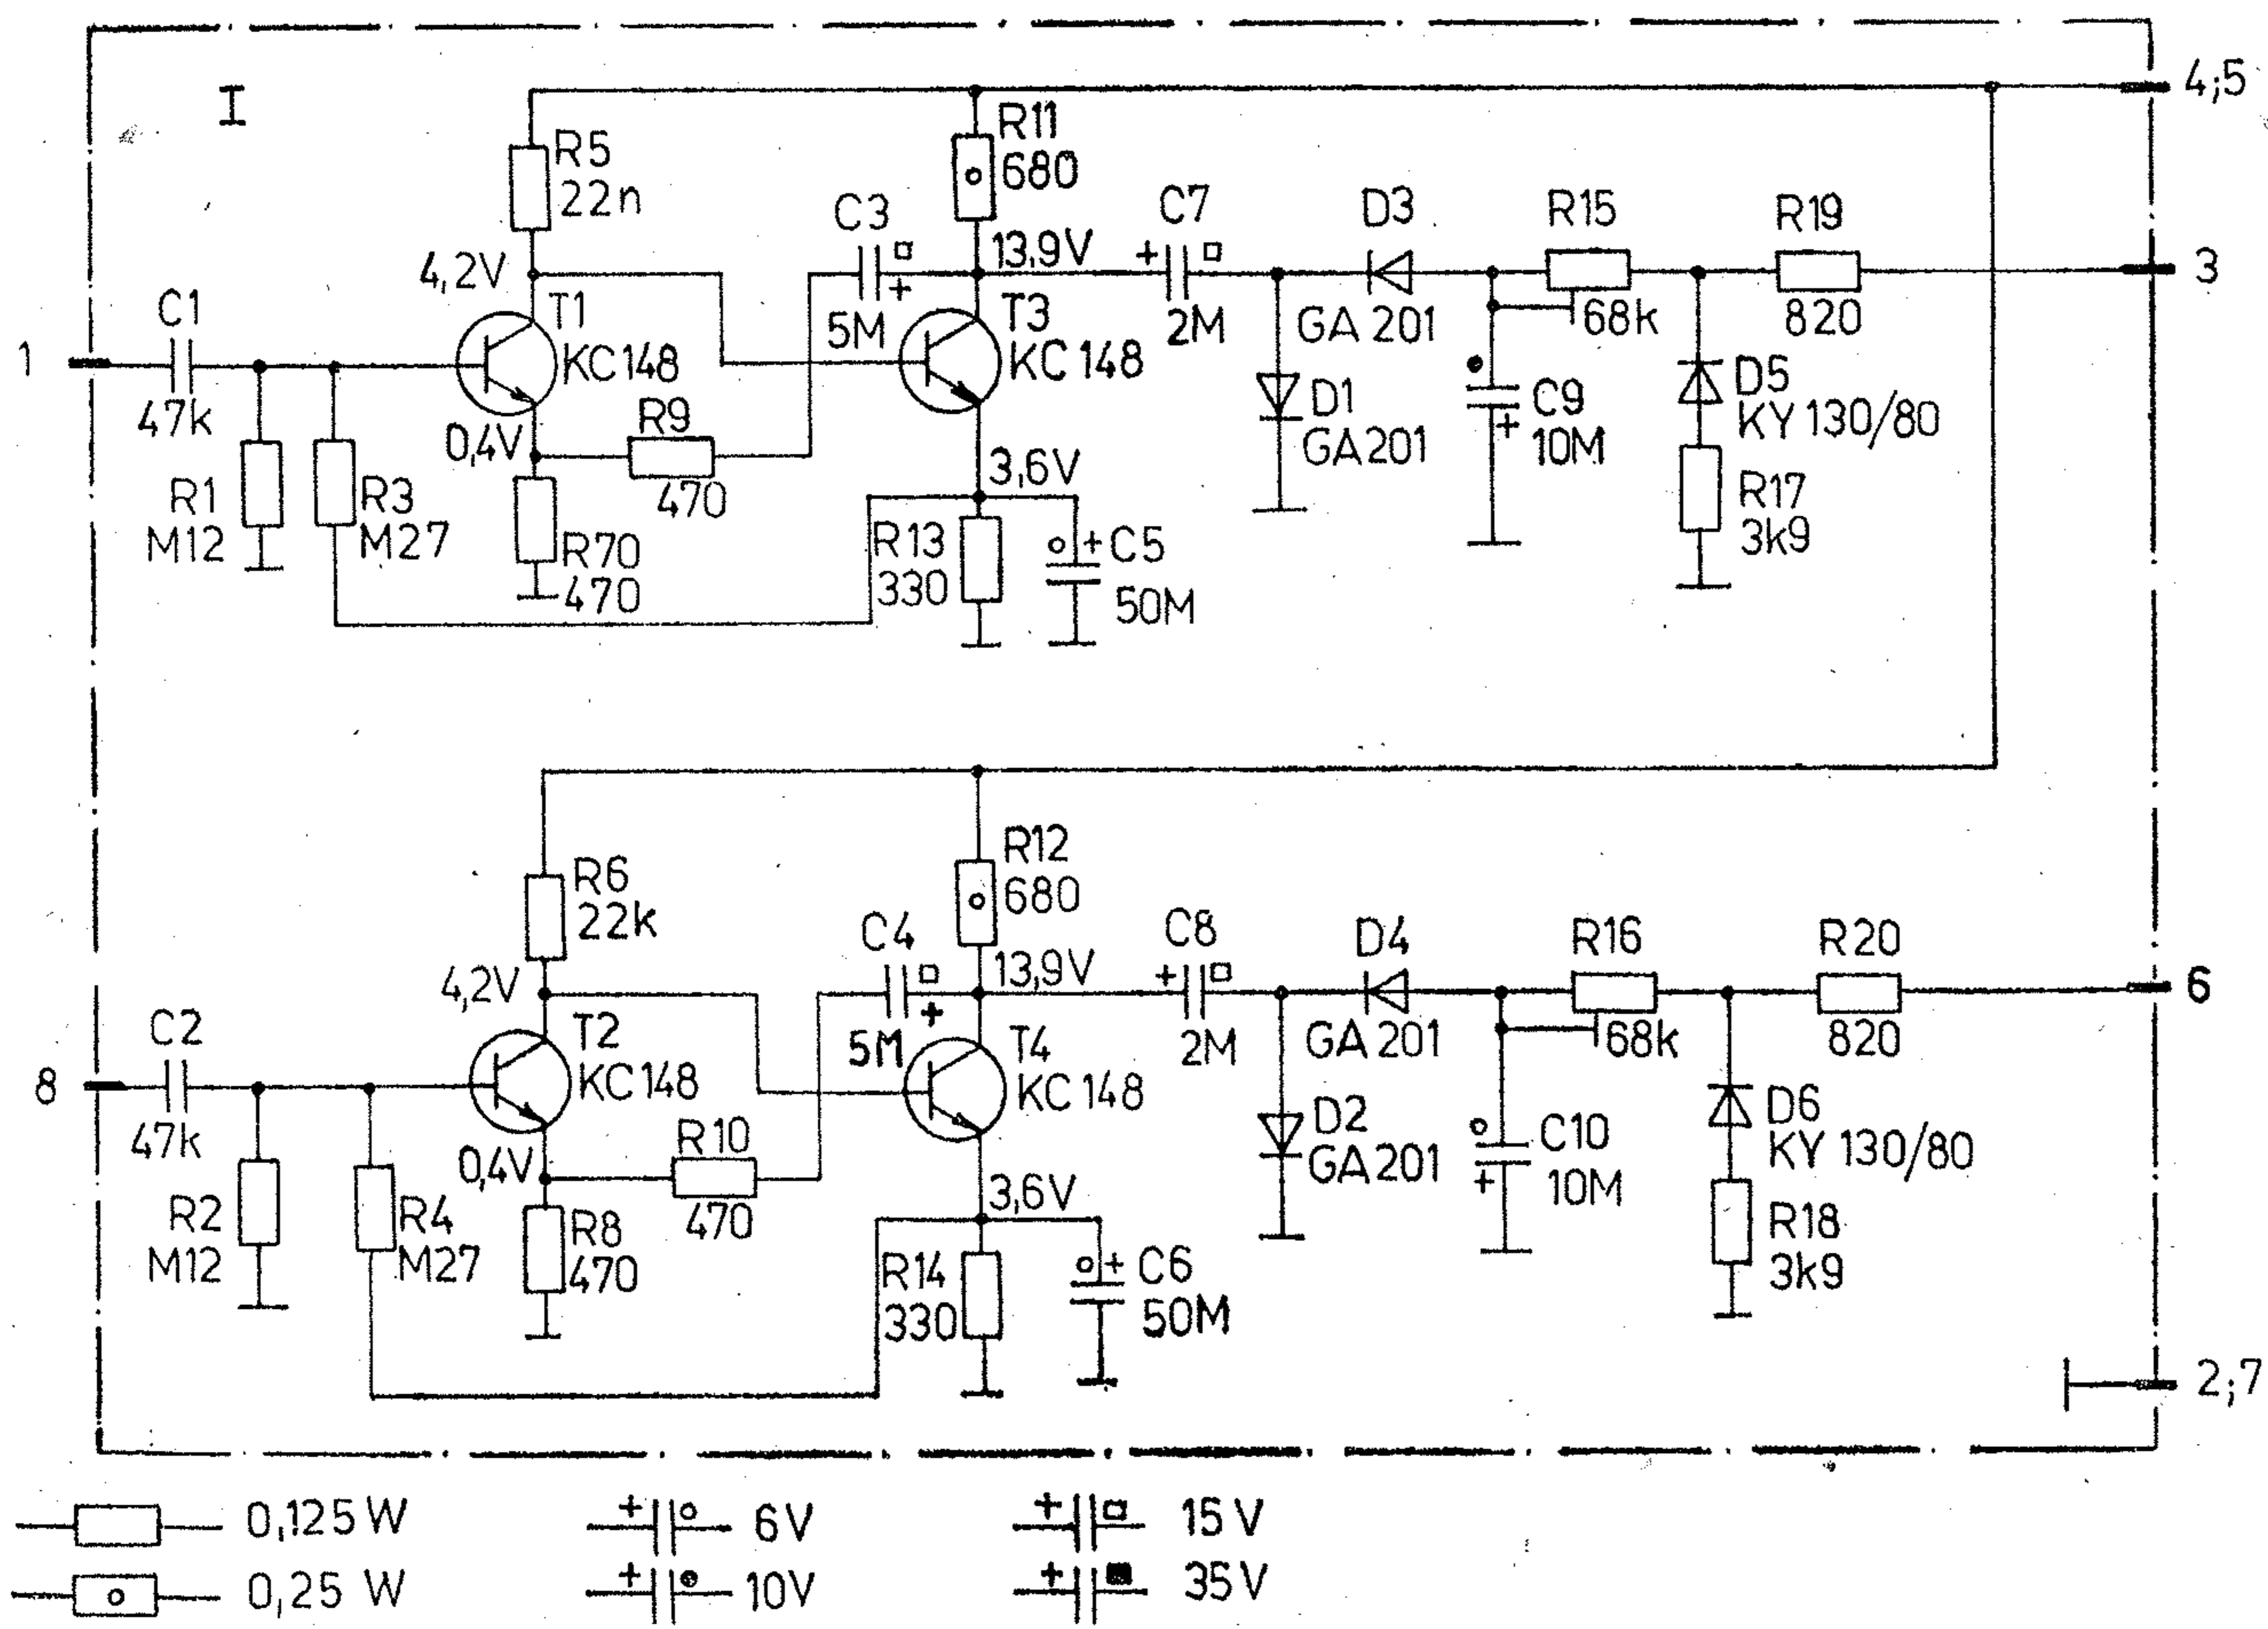 I
4;5
R5
22n
R11
680
C3
5M
13,9V
C7
2M
D3
GA 201
R15
68k
R19
820
3
4,2V
T1
KC 148
T3
KC 148
C1
47k
1
0,4V
R9
470
D1
GA 201
C9
10M
D5
KY 130/80
3,6V
R1
M12
R3
M27
R70
470
R13
330
C5
50M
R17
3k9
R12
680
R6
22k
C4
5M
13,9V
C8
2M
D4
GA 201
R16
68k
R20
820
6
4,2V
T2
KC 148
T4
KC 148
C2
47k
8
0,4V
R10
470
D2
GA 201
C10
10M
D6
KY 130/80
3,6V
R2
M12
R4
M27
R8
470
R14
330
C6
50M
R18
3k9
2;7
0,125 W
6V
15 V
0,25 W
10V
35V